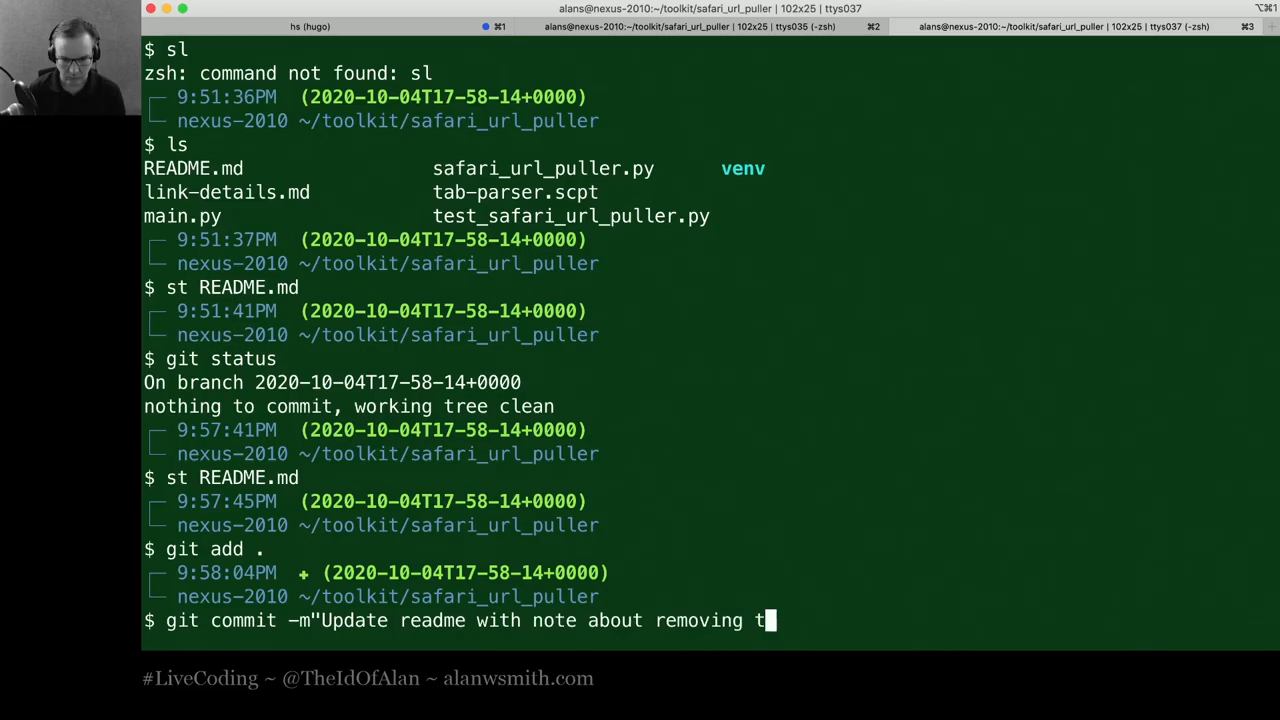 alans@nexus-2010:~/toolkit/safari_url_puller | 102x25 | ttys037
⌥⌘1
hs (hugo)
⌘1
alans@nexus-2010:~/toolkit/safari_url_puller | 102x25 | ttys035 (-zsh)
⌘2
alans@nexus-2010:~/toolkit/safari_url_puller | 102x25 | ttys037 (-zsh)
⌘3
$ sl
zsh: command not found: sl
9:51:36PM (2020-10-04T17-58-14+0000)
nexus-2010 ~/toolkit/safari_url_puller
$ ls
README.md safari_url_puller.py venv
link-details.md tab-parser.scpt
main.py test_safari_url_puller.py
9:51:37PM (2020-10-04T17-58-14+0000)
nexus-2010 ~/toolkit/safari_url_puller
$ st README.md
9:51:41PM (2020-10-04T17-58-14+0000)
nexus-2010 ~/toolkit/safari_url_puller
$ git status
On branch 2020-10-04T17-58-14+0000
nothing to commit, working tree clean
9:57:41PM (2020-10-04T17-58-14+0000)
nexus-2010 ~/toolkit/safari_url_puller
$ st README.md
9:57:45PM (2020-10-04T17-58-14+0000)
nexus-2010 ~/toolkit/safari_url_puller
$ git add .
9:58:04PM + (2020-10-04T17-58-14+0000)
nexus-2010 ~/toolkit/safari_url_puller
$ git commit -m"Update readme with note about removing t
#LiveCoding ~ @TheIdOfAlan ~ alanwsmith.com